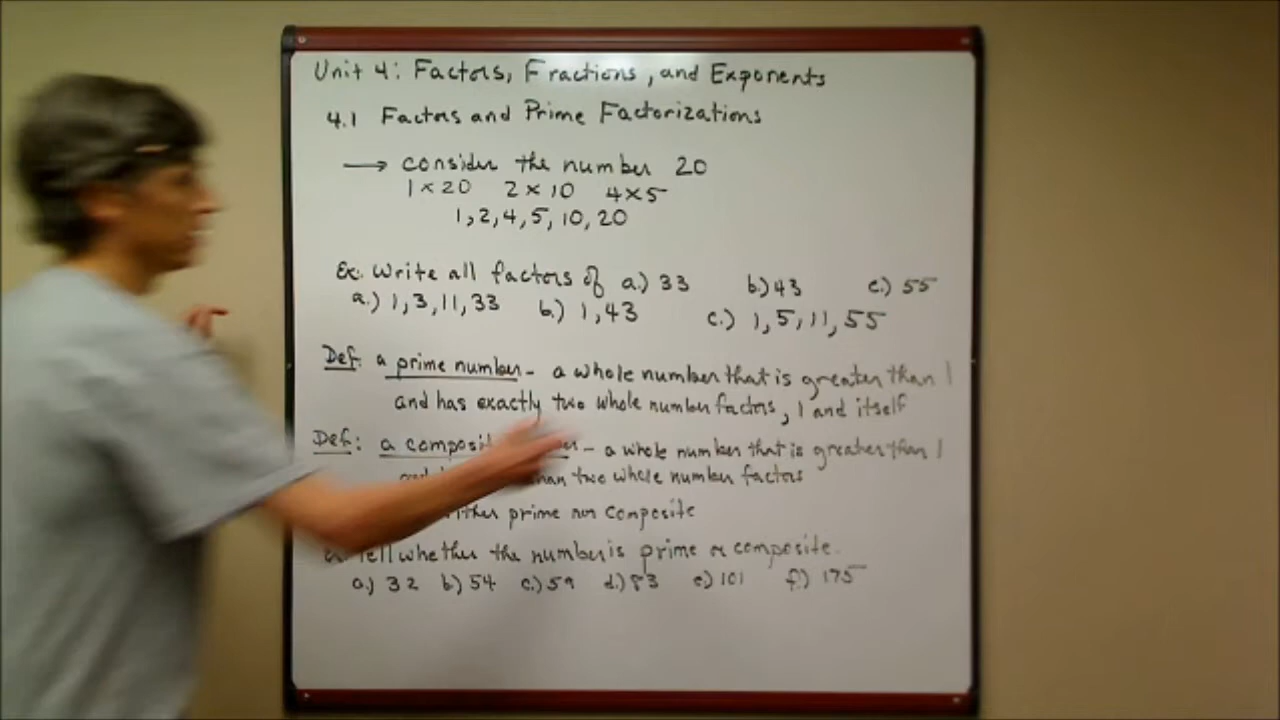 Unit 4: Factors, Fractions, and Exponents
4.1 Factors and Prime Factorizations
→ consider the number 20
1 × 20 2 × 10 4 × 5
1, 2, 4, 5, 10, 20
Ex. Write all factors of a.) 33 b.) 43 c.) 55
a.) 1, 3, 11, 33 b.) 1, 43 c.) 1, 5, 11, 55
Def: a prime number - a whole number that is greater than 1
and has exactly two whole number factors, 1 and itself
Def: a - a whole number that is greater than 1
two whole number factors
prime nor composite
Tell whether the number is prime or composite.
a.) 32 b.) 54 c.) 59 d.) 83 e.) 101 f.) 175